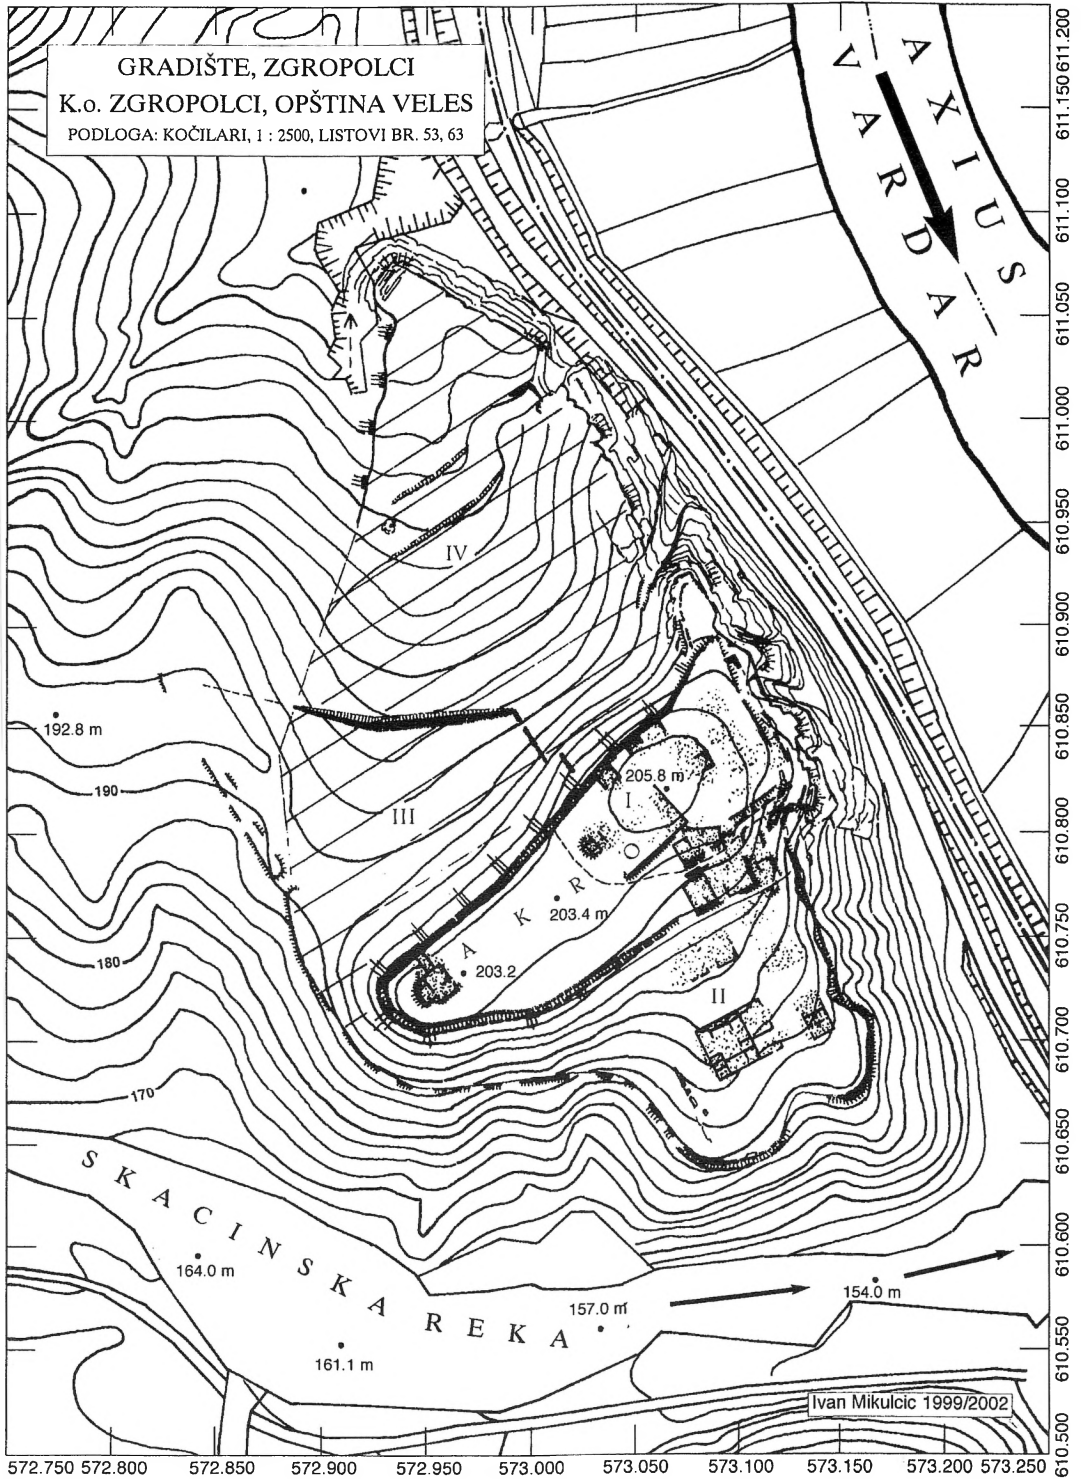 GRADIŠTE, ZGROPOLCI
K.o. ZGROPOLCI, OPŠTINA VELES
PODLOGA: KOČILARI, 1 : 2500, LISTOVI BR. 53, 63
AXIUS
VARDAR
IV
192.8 m
190
III
205.8 m
I
AKRO
203.4 m
203.2
II
180
170
SKACINSKA REKA
164.0 m
161.1 m
157.0 m
154.0 m
Ivan Mikulcic 1999/2002
611.200
611.150
611.100
611.050
611.000
610.950
610.900
610.850
610.800
610.750
610.700
610.650
610.600
610.550
610.500
572.750 572.800 572.850 572.900 572.950 573.000 573.050 573.100 573.150 573.200 573.250